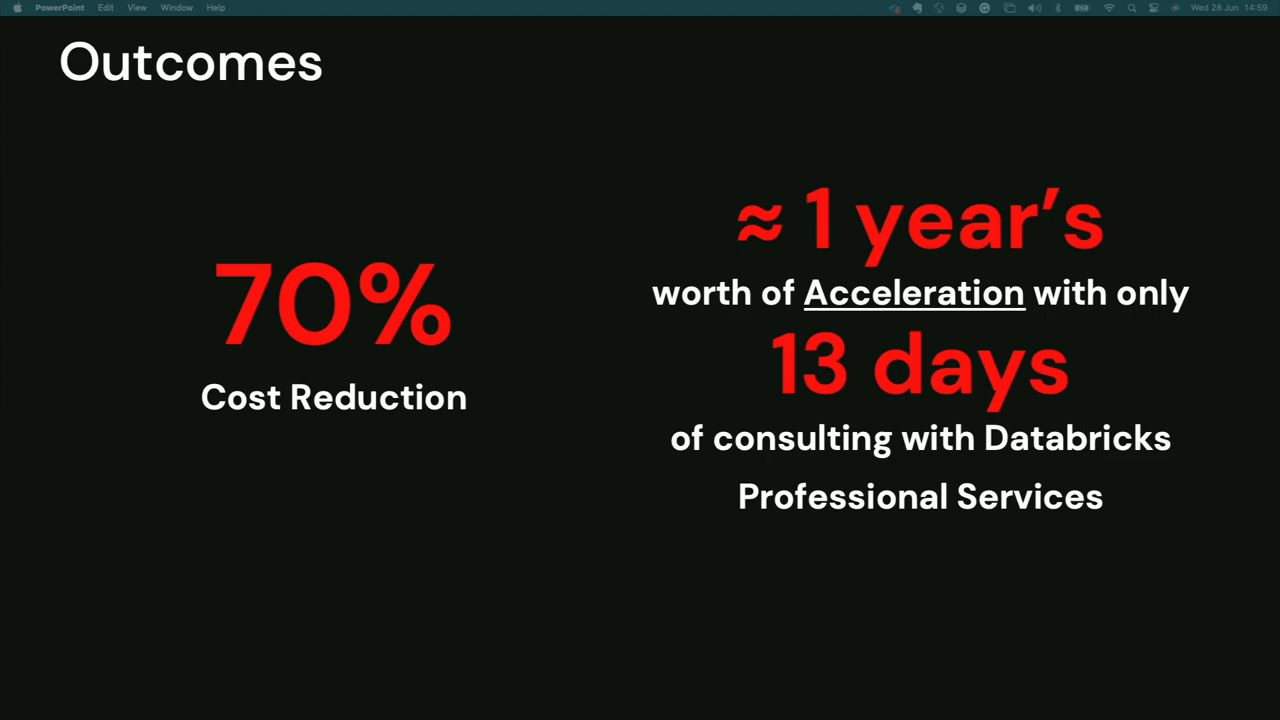 PowerPoint Edit View Window Help Wed 28 Jun 14:59
Outcomes
70%
Cost Reduction
≈ 1 year’s
worth of Acceleration with only
13 days
of consulting with Databricks
Professional Services